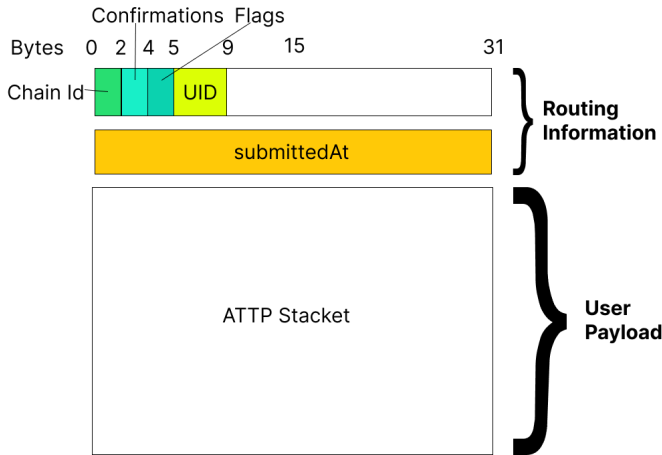 Confirmations Flags
Bytes 0 2 4 5 9 15 31
Chain Id UID
Routing
Information
submittedAt
ATTP Stacket
User
Payload